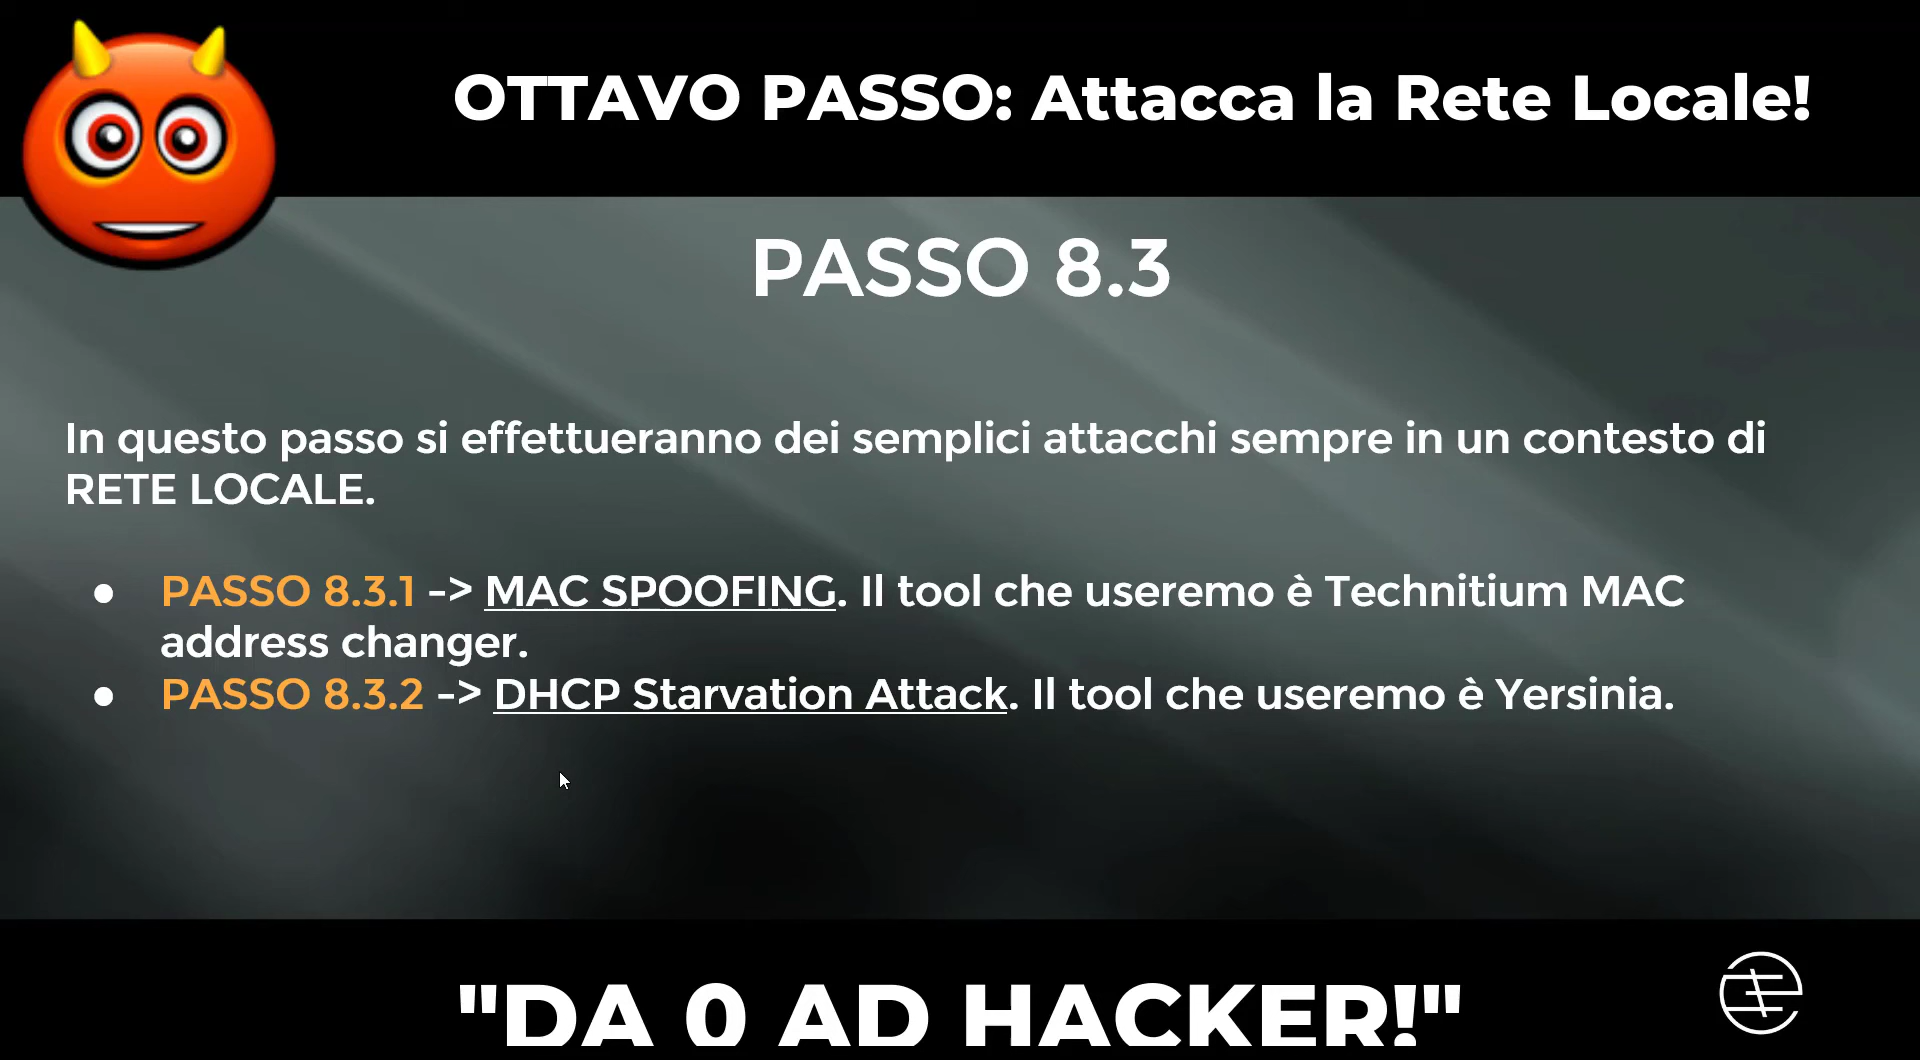 OTTAVO PASSO: Attacca la Rete Locale!
PASSO 8.3
In questo passo si effettueranno dei semplici attacchi sempre in un contesto di
RETE LOCALE.
● PASSO 8.3.1 -> MAC SPOOFING. Il tool che useremo è Technitium MAC
address changer.
● PASSO 8.3.2 -> DHCP Starvation Attack. Il tool che useremo è Yersinia.
"DA 0 AD HACKER!"